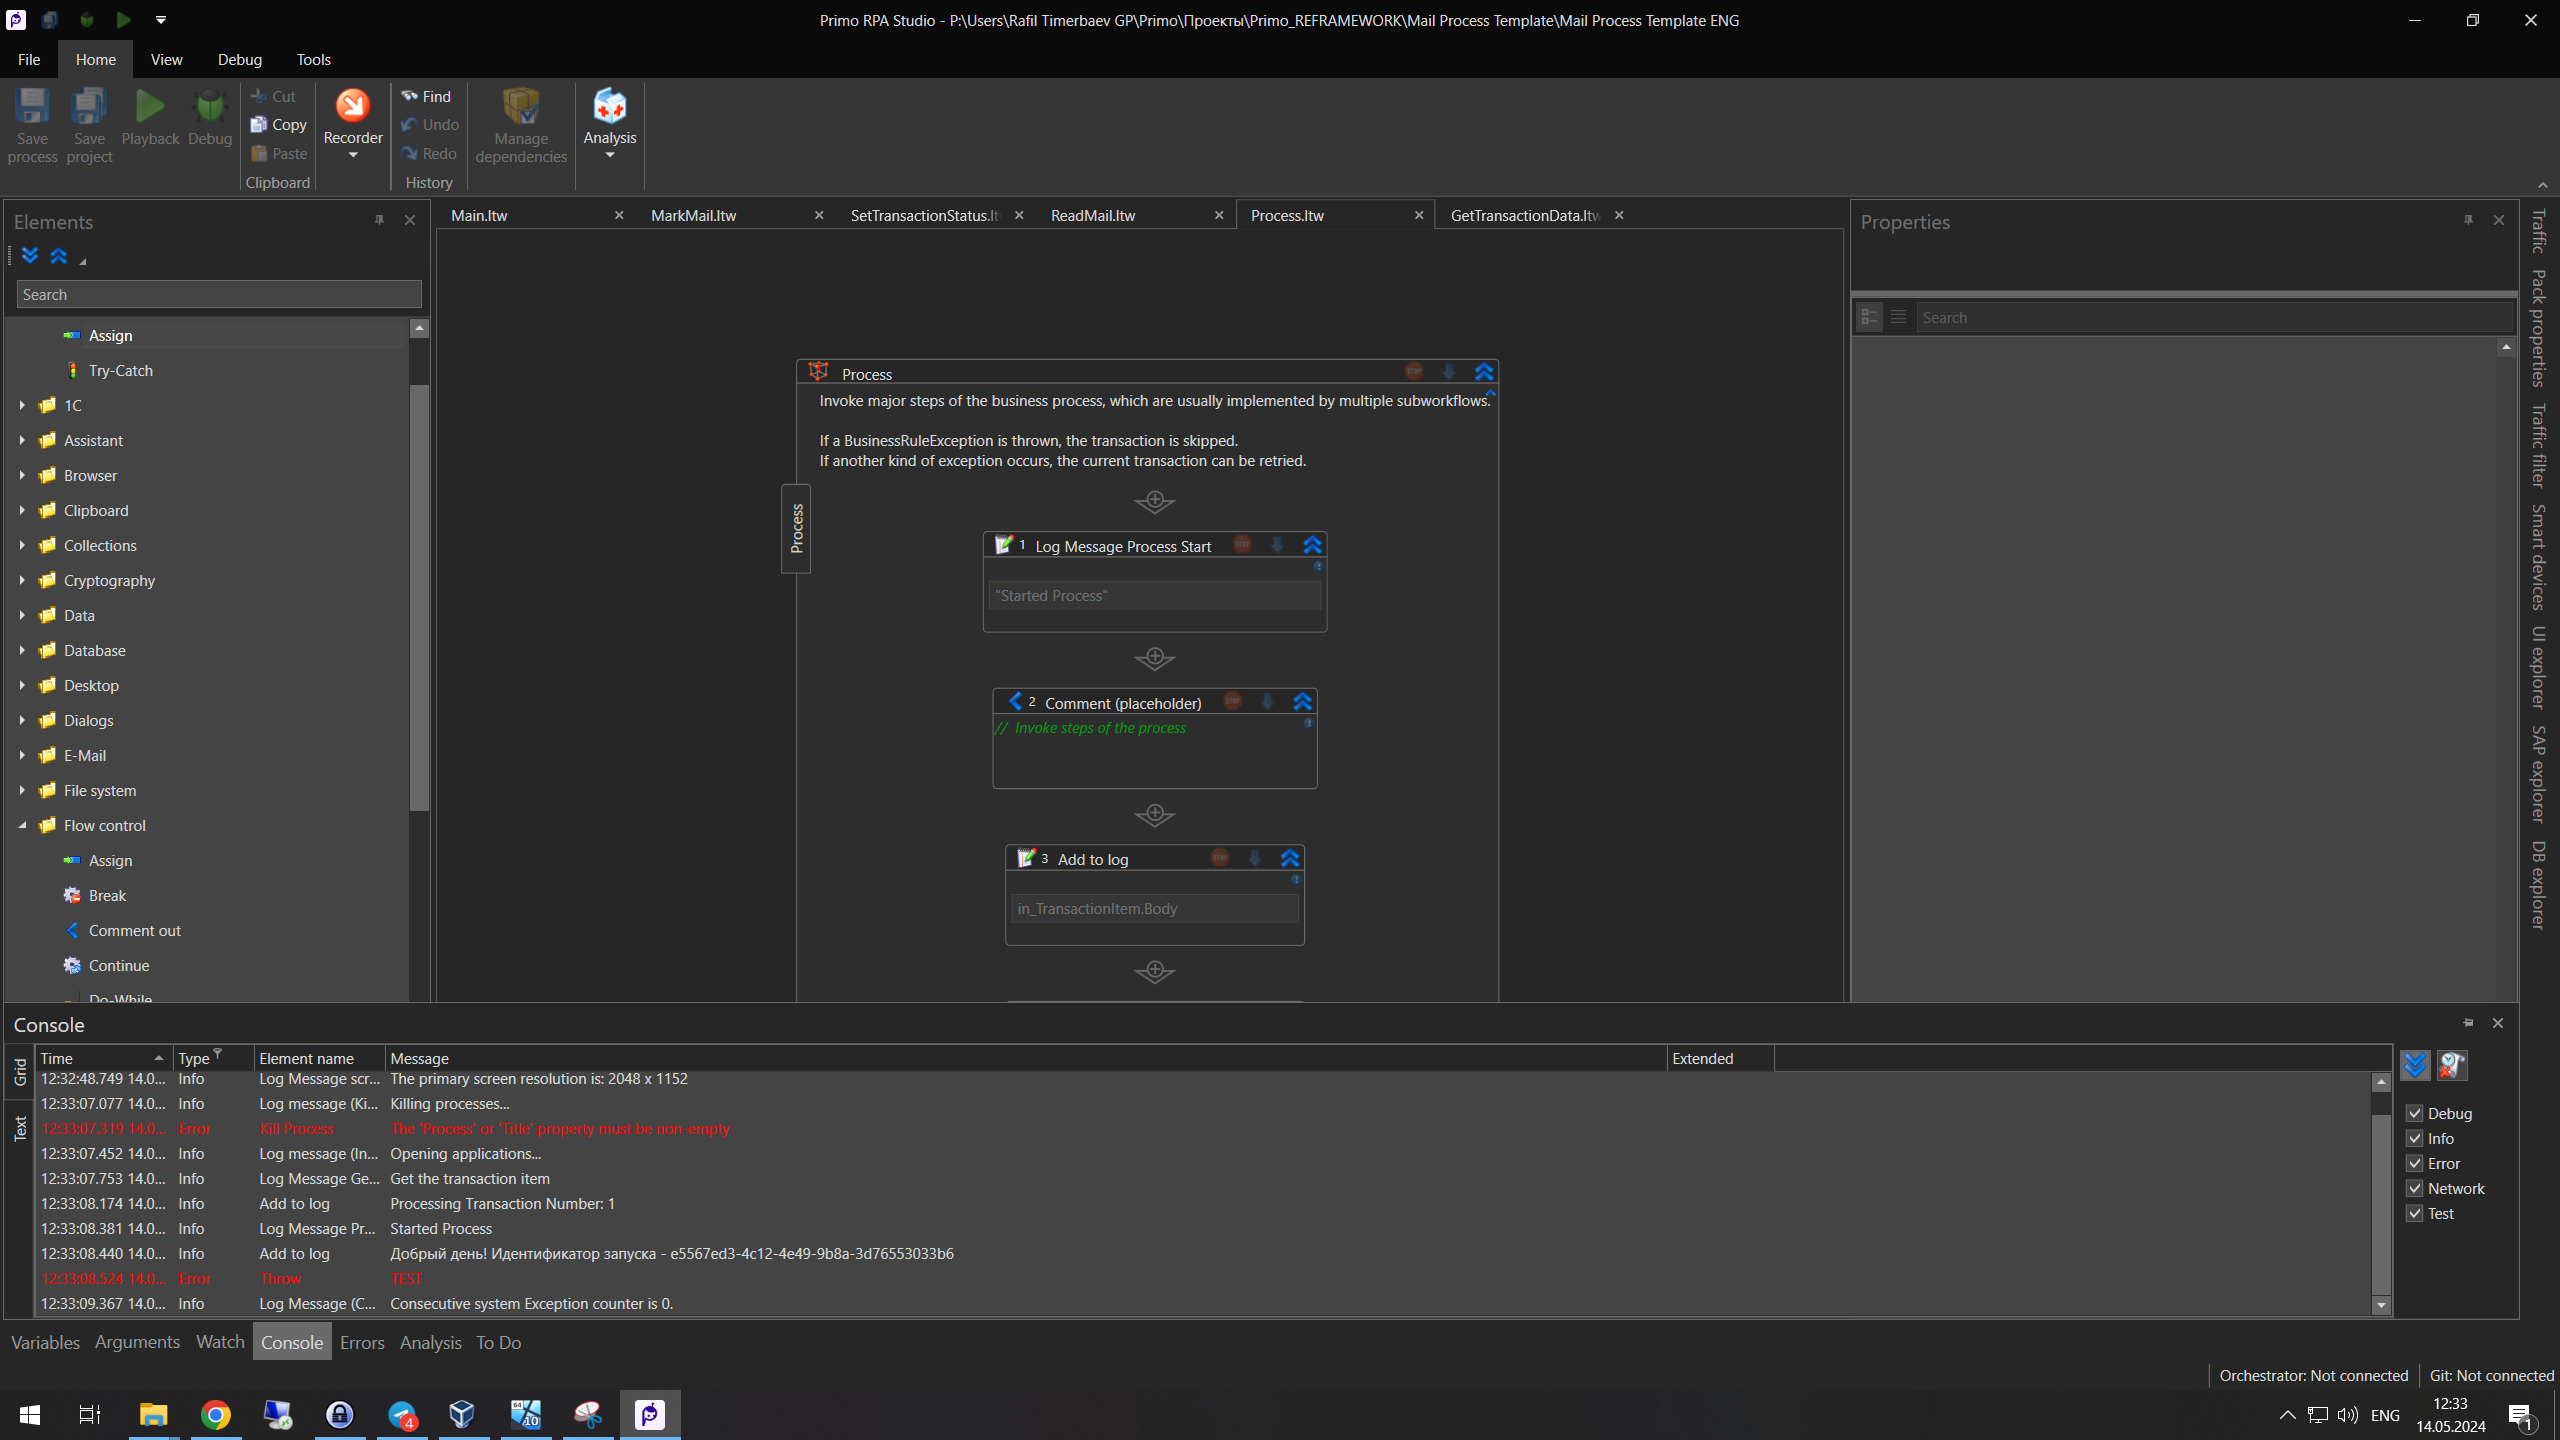 Primo RPA Studio - P:\Users\Rafil Timerbaev GP\Primo\Проекты\Primo_REFRAMEWORK\Mail Process Template\Mail Process Template ENG
File
Home
View
Debug
Tools
Save process
Save project
Playback
Debug
Cut
Copy
Paste
Clipboard
Recorder
Find
Undo
Redo
History
Manage dependencies
Analysis
Elements
Search
Assign
Try-Catch
1C
Assistant
Browser
Clipboard
Collections
Cryptography
Data
Database
Desktop
Dialogs
E-Mail
File system
Flow control
Assign
Break
Comment out
Continue
Do-While
Main.ltw
MarkMail.ltw
SetTransactionStatus.lt
ReadMail.ltw
Process.ltw
GetTransactionData.ltw
Process
Process
Invoke major steps of the business process, which are usually implemented by multiple subworkflows.
If a BusinessRuleException is thrown, the transaction is skipped.
If another kind of exception occurs, the current transaction can be retried.
1 Log Message Process Start
"Started Process"
2 Comment (placeholder)
// Invoke steps of the process
3 Add to log
in_TransactionItem.Body
Properties
Search
Traffic
Pack properties
Traffic filter
Smart devices
UI explorer
SAP explorer
DB explorer
Console
Grid
Text
Time Type Element name Message Extended
12:32:48.749 14.0... Info Log Message scr... The primary screen resolution is: 2048 x 1152
12:33:07.077 14.0... Info Log message (Ki... Killing processes...
12:33:07.319 14.0... Error Kill Process The 'Process' or 'Title' property must be non-empty
12:33:07.452 14.0... Info Log message (In... Opening applications...
12:33:07.753 14.0... Info Log Message Ge... Get the transaction item
12:33:08.174 14.0... Info Add to log Processing Transaction Number: 1
12:33:08.381 14.0... Info Log Message Pr... Started Process
12:33:08.440 14.0... Info Add to log Добрый день! Идентификатор запуска - e5567ed3-4c12-4e49-9b8a-3d76553033b6
12:33:08.524 14.0... Error Throw TEST
12:33:09.367 14.0... Info Log Message (C... Consecutive system Exception counter is 0.
Debug
Info
Error
Network
Test
Variables
Arguments
Watch
Console
Errors
Analysis
To Do
Orchestrator: Not connected
Git: Not connected
4
64
10
ENG
12:33
14.05.2024
1